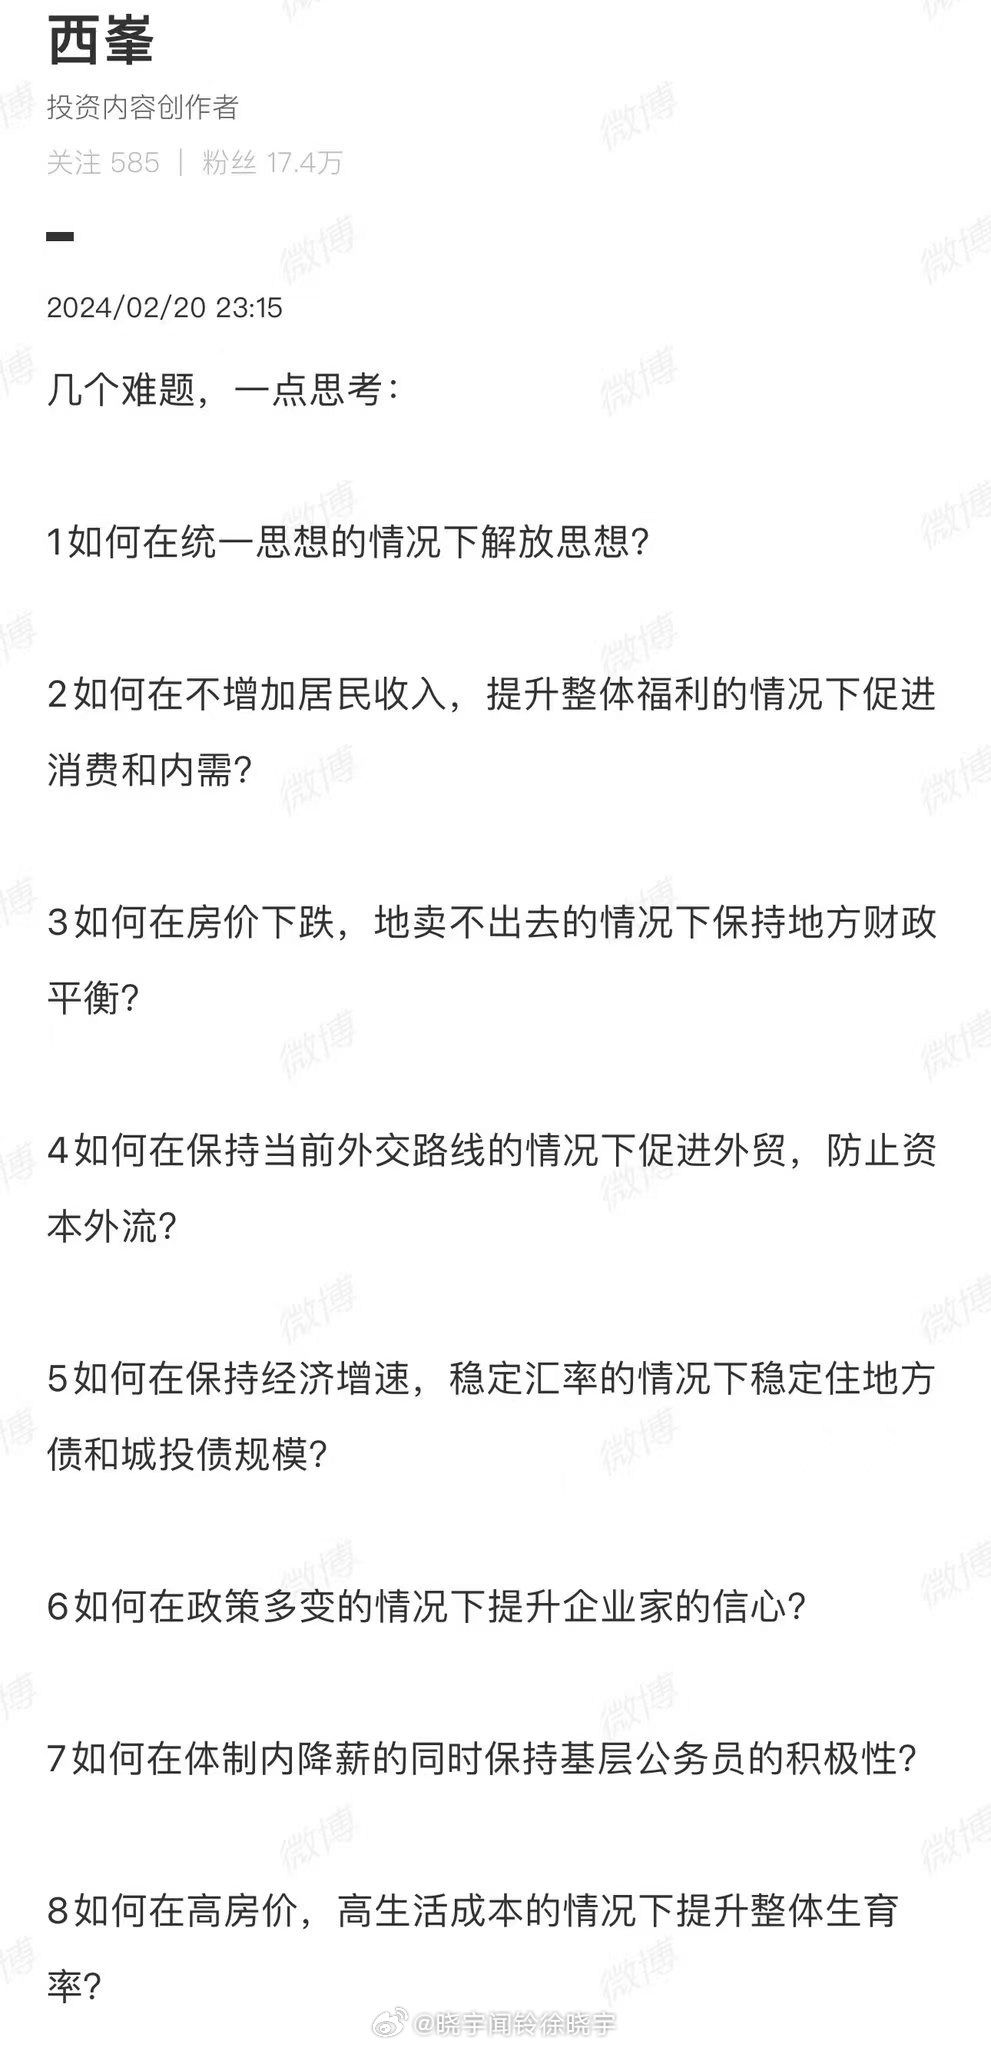 西峯
投资内容创作者
关注 585 | 粉丝 17.4万
2024/02/20 23:15
几个难题，一点思考：
1如何在统一思想的情况下解放思想？
2如何在不增加居民收入，提升整体福利的情况下促进
消费和内需？
3如何在房价下跌，地卖不出去的情况下保持地方财政
平衡？
4如何在保持当前外交路线的情况下促进外贸，防止资
本外流？
5如何在保持经济增速，稳定汇率的情况下稳定住地方
债和城投债规模？
6如何在政策多变的情况下提升企业家的信心？
7如何在体制内降薪的同时保持基层公务员的积极性？
8如何在高房价，高生活成本的情况下提升整体生育
率？
@晓宇闻铃徐晓宇
微博